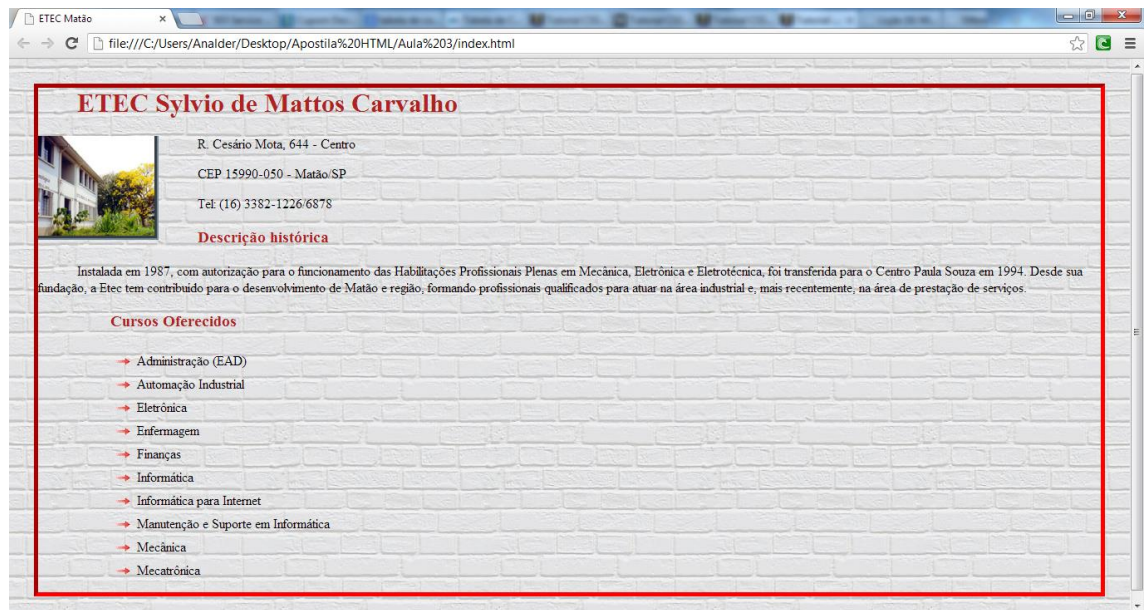 ETEC Matão
file:///C:/Users/Analder/Desktop/Apostila%20HTML/Aula%203/index.html
ETEC Sylvio de Mattos Carvalho
R. Cesário Mota, 644 - Centro
CEP 15990-050 - Matão/SP
Tel: (16) 3382-1226/6878
Descrição histórica
Instalada em 1987, com autorização para o funcionamento das Habilitações Profissionais Plenas em Mecânica, Eletrônica e Eletrotécnica, foi transferida para o Centro Paula Souza em 1994. Desde sua
fundação, a Etec tem contribuído para o desenvolvimento de Matão e região, formando profissionais qualificados para atuar na área industrial e, mais recentemente, na área de prestação de serviços.
Cursos Oferecidos
Administração (EAD)
Automação Industrial
Eletrônica
Enfermagem
Finanças
Informática
Informática para Internet
Manutenção e Suporte em Informática
Mecânica
Mecatrônica